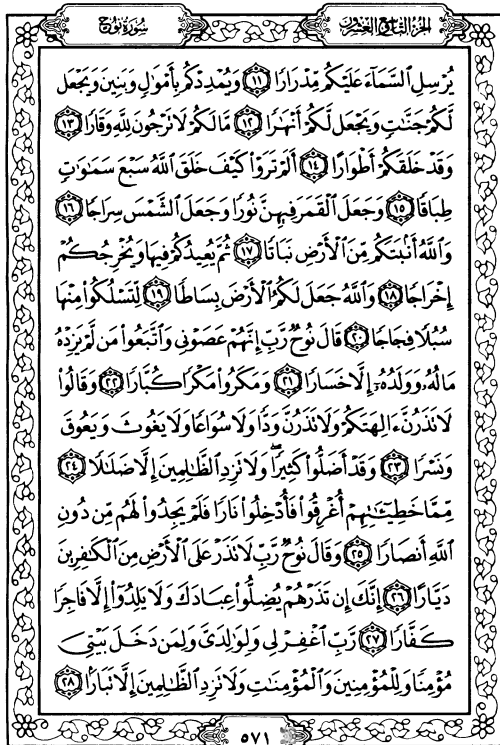 الجزء التاسع والعشرون
سورة نوح
يُرْسِلِ ٱلسَّمَآءَ عَلَيْكُم مِّدْرَارًا ١١ وَيُمْدِدْكُم بِأَمْوَٰلٍ وَبَنِينَ وَيَجْعَل
لَّكُمْ جَنَّٰتٍ وَيَجْعَل لَّكُمْ أَنْهَٰرًا ١٢ مَّا لَكُمْ لَا تَرْجُونَ لِلَّهِ وَقَارًا ١٣
وَقَدْ خَلَقَكُمْ أَطْوَارًا ١٤ أَلَمْ تَرَوْا۟ كَيْفَ خَلَقَ ٱللَّهُ سَبْعَ سَمَٰوَٰتٍ
طِبَاقًا ١٥ وَجَعَلَ ٱلْقَمَرَ فِيهِنَّ نُورًا وَجَعَلَ ٱلشَّمْسَ سِرَاجًا ١٦
وَٱللَّهُ أَنۢبَتَكُم مِّنَ ٱلْأَرْضِ نَبَاتًا ١٧ ثُمَّ يُعِيدُكُمْ فِيهَا وَيُخْرِجُكُمْ
إِخْرَاجًا ١٨ وَٱللَّهُ جَعَلَ لَكُمُ ٱلْأَرْضَ بِسَاطًا ١٩ لِّتَسْلُكُوا۟ مِنْهَا
سُبُلًا فِجَاجًا ٢٠ قَالَ نُوحٌ رَّبِّ إِنَّهُمْ عَصَوْنِى وَٱتَّبَعُوا۟ مَن لَّمْ يَزِدْهُ
مَالُهُۥ وَوَلَدُهُۥٓ إِلَّا خَسَارًا ٢١ وَمَكَرُوا۟ مَكْرًا كُبَّارًا ٢٢ وَقَالُوا۟
لَا تَذَرُنَّ ءَالِهَتَكُمْ وَلَا تَذَرُنَّ وَدًّا وَلَا سُوَاعًا وَلَا يَغُوثَ وَيَعُوقَ
وَنَسْرًا ٢٣ وَقَدْ أَضَلُّوا۟ كَثِيرًا ۖ وَلَا تَزِدِ ٱلظَّٰلِمِينَ إِلَّا ضَلَٰلًا ٢٤
مِّمَّا خَطِيٓـَٰٔتِهِمْ أُغْرِقُوا۟ فَأُدْخِلُوا۟ نَارًا فَلَمْ يَجِدُوا۟ لَهُم مِّن دُونِ
ٱللَّهِ أَنصَارًا ٢٥ وَقَالَ نُوحٌ رَّبِّ لَا تَذَرْ عَلَى ٱلْأَرْضِ مِنَ ٱلْكَٰفِرِينَ
دَيَّارًا ٢٦ إِنَّكَ إِن تَذَرْهُمْ يُضِلُّوا۟ عِبَادَكَ وَلَا يَلِدُوٓا۟ إِلَّا فَاجِرًا
كَفَّارًا ٢٧ رَّبِّ ٱغْفِرْ لِى وَلِوَٰلِدَىَّ وَلِمَن دَخَلَ بَيْتِىَ
مُؤْمِنًا وَلِلْمُؤْمِنِينَ وَٱلْمُؤْمِنَٰتِ وَلَا تَزِدِ ٱلظَّٰلِمِينَ إِلَّا تَبَارًۢا ٢٨
٥٧١